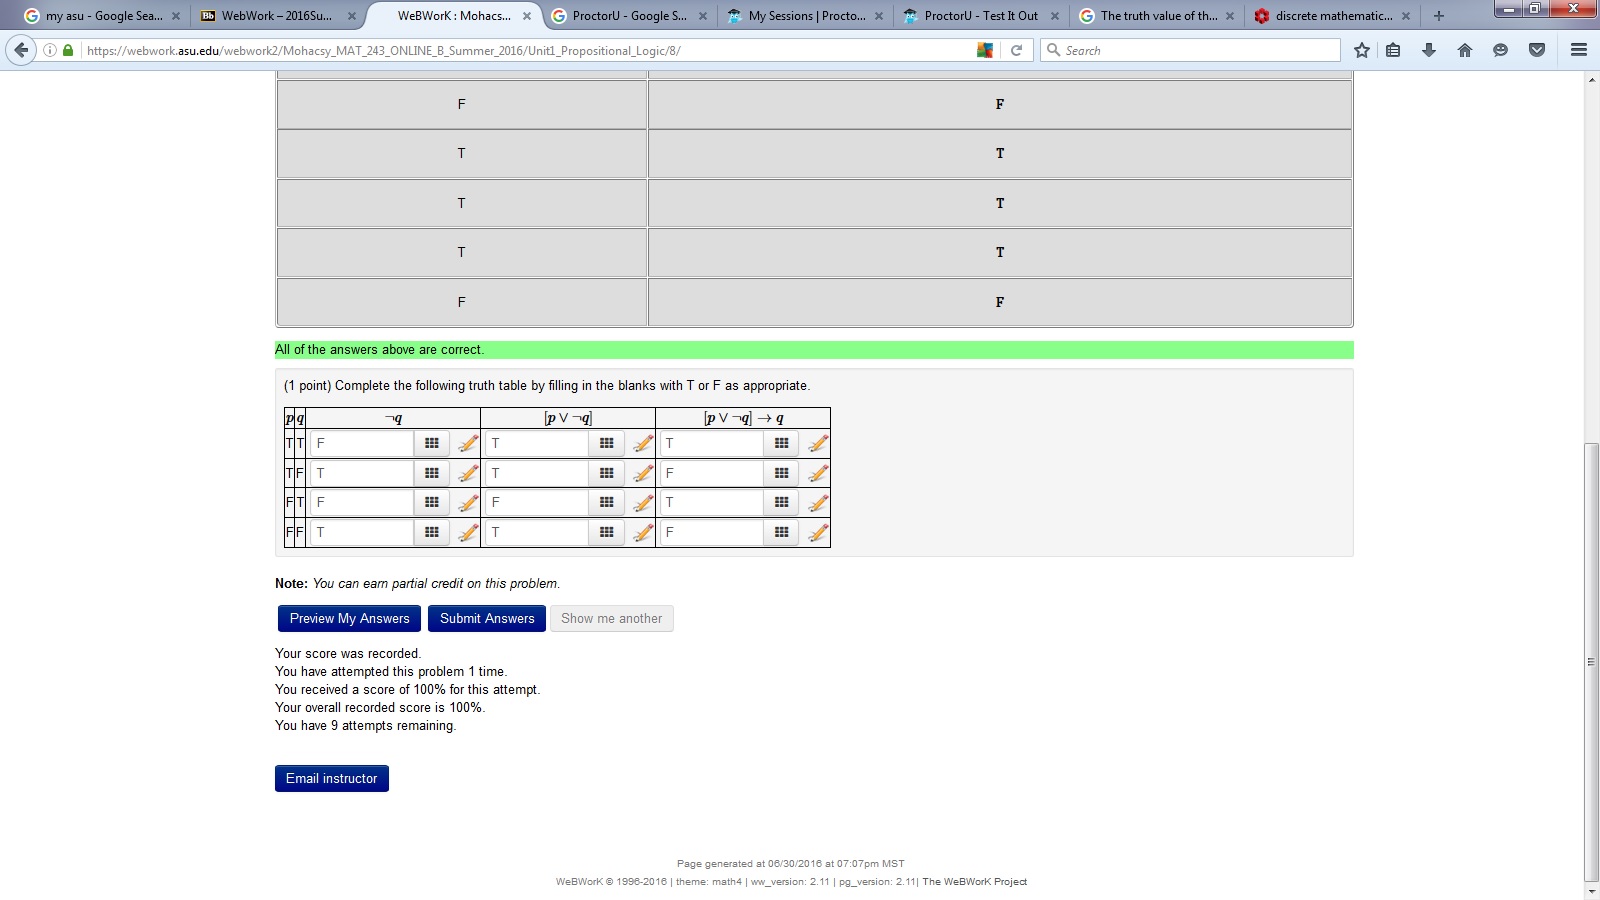 my asu - Google Sea...
WebWork – 2016Su...
WeBWorK : Mohacs...
ProctorU - Google S...
My Sessions | Procto...
ProctorU - Test It Out
The truth value of th...
discrete mathematic...
https://webwork.asu.edu/webwork2/Mohacsy_MAT_243_ONLINE_B_Summer_2016/Unit1_Propositional_Logic/8/
Search
F F
T T
T T
T T
F F
All of the answers above are correct.
(1 point) Complete the following truth table by filling in the blanks with T or F as appropriate.
p q ¬q [p ∨ ¬q] [p ∨ ¬q] → q
T T F T T
T F T T F
F T F F T
F F T T F
Note: You can earn partial credit on this problem.
Preview My Answers Submit Answers Show me another
Your score was recorded.
You have attempted this problem 1 time.
You received a score of 100% for this attempt.
Your overall recorded score is 100%.
You have 9 attempts remaining.
Email instructor
Page generated at 06/30/2016 at 07:07pm MST
WeBWorK © 1996-2016 | theme: math4 | ww_version: 2.11 | pg_version: 2.11| The WeBWorK Project